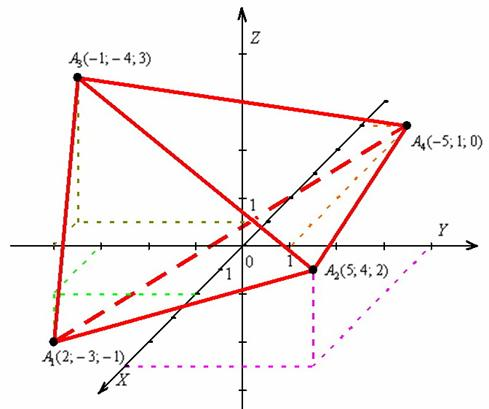 Z
A₃(−1; −4; 3)
A₄(−5; 1; 0)
1
Y
0
1
1
A₂(5; 4; 2)
A₁(2; −3; −1)
X